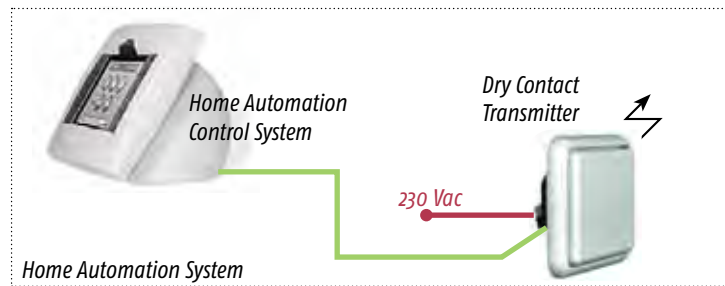 Home Automation
Control System
Dry Contact
Transmitter
230 Vac
Home Automation System